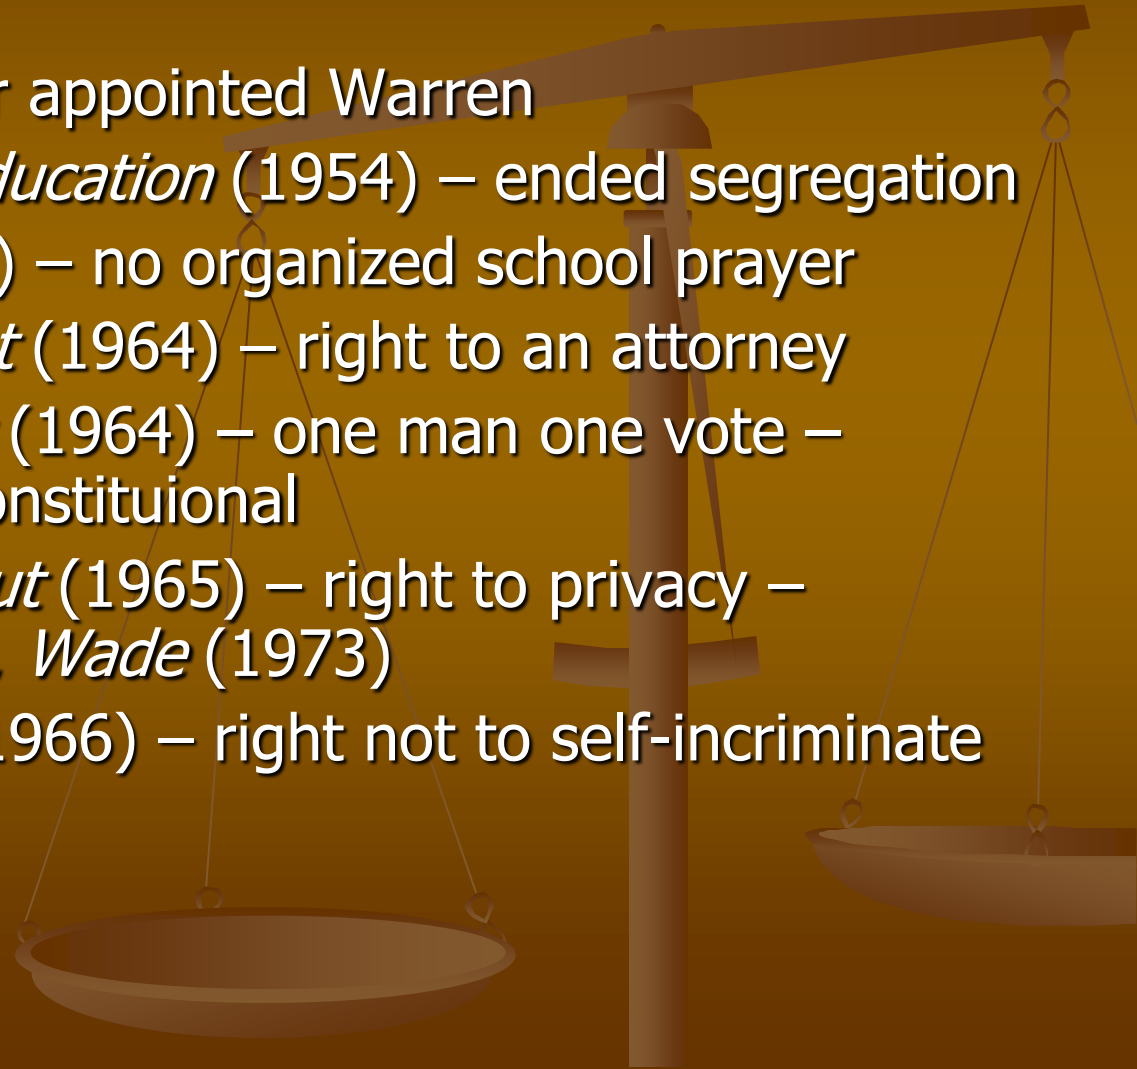 r appointed Warren
ducation (1954) – ended segregation
) – no organized school prayer
t (1964) – right to an attorney
(1964) – one man one vote –
onstituional
ut (1965) – right to privacy –
. Wade (1973)
1966) – right not to self-incriminate